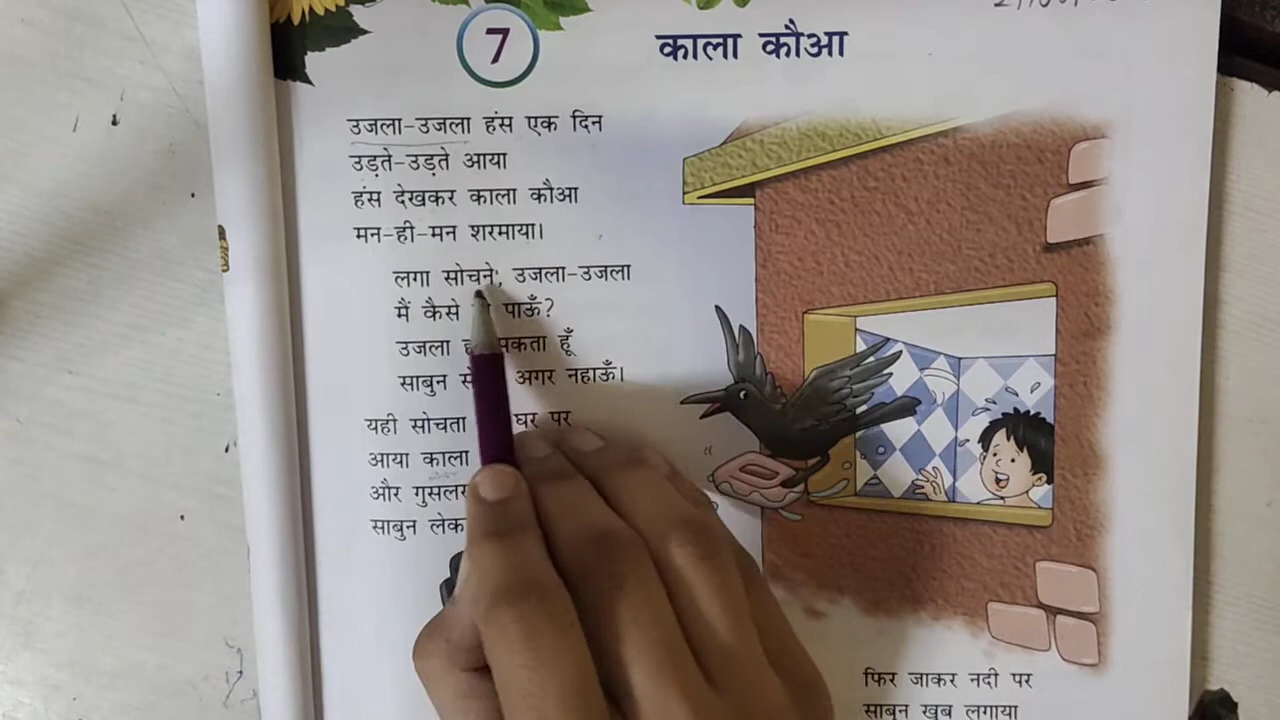 7
काला कौआ
उजला-उजला हंस एक दिन
उड़ते-उड़ते आया
हंस देखकर काला कौआ
मन-ही-मन शरमाया।
लगा सोचने, उजला-उजला
मैं कैसे पाऊँ?
उजला सकता हूँ
साबुन से अगर नहाऊँ।
यही सोचता घर पर
आया काला
और
साबुन
फिर जाकर नदी पर
साबुन खूब लगाया